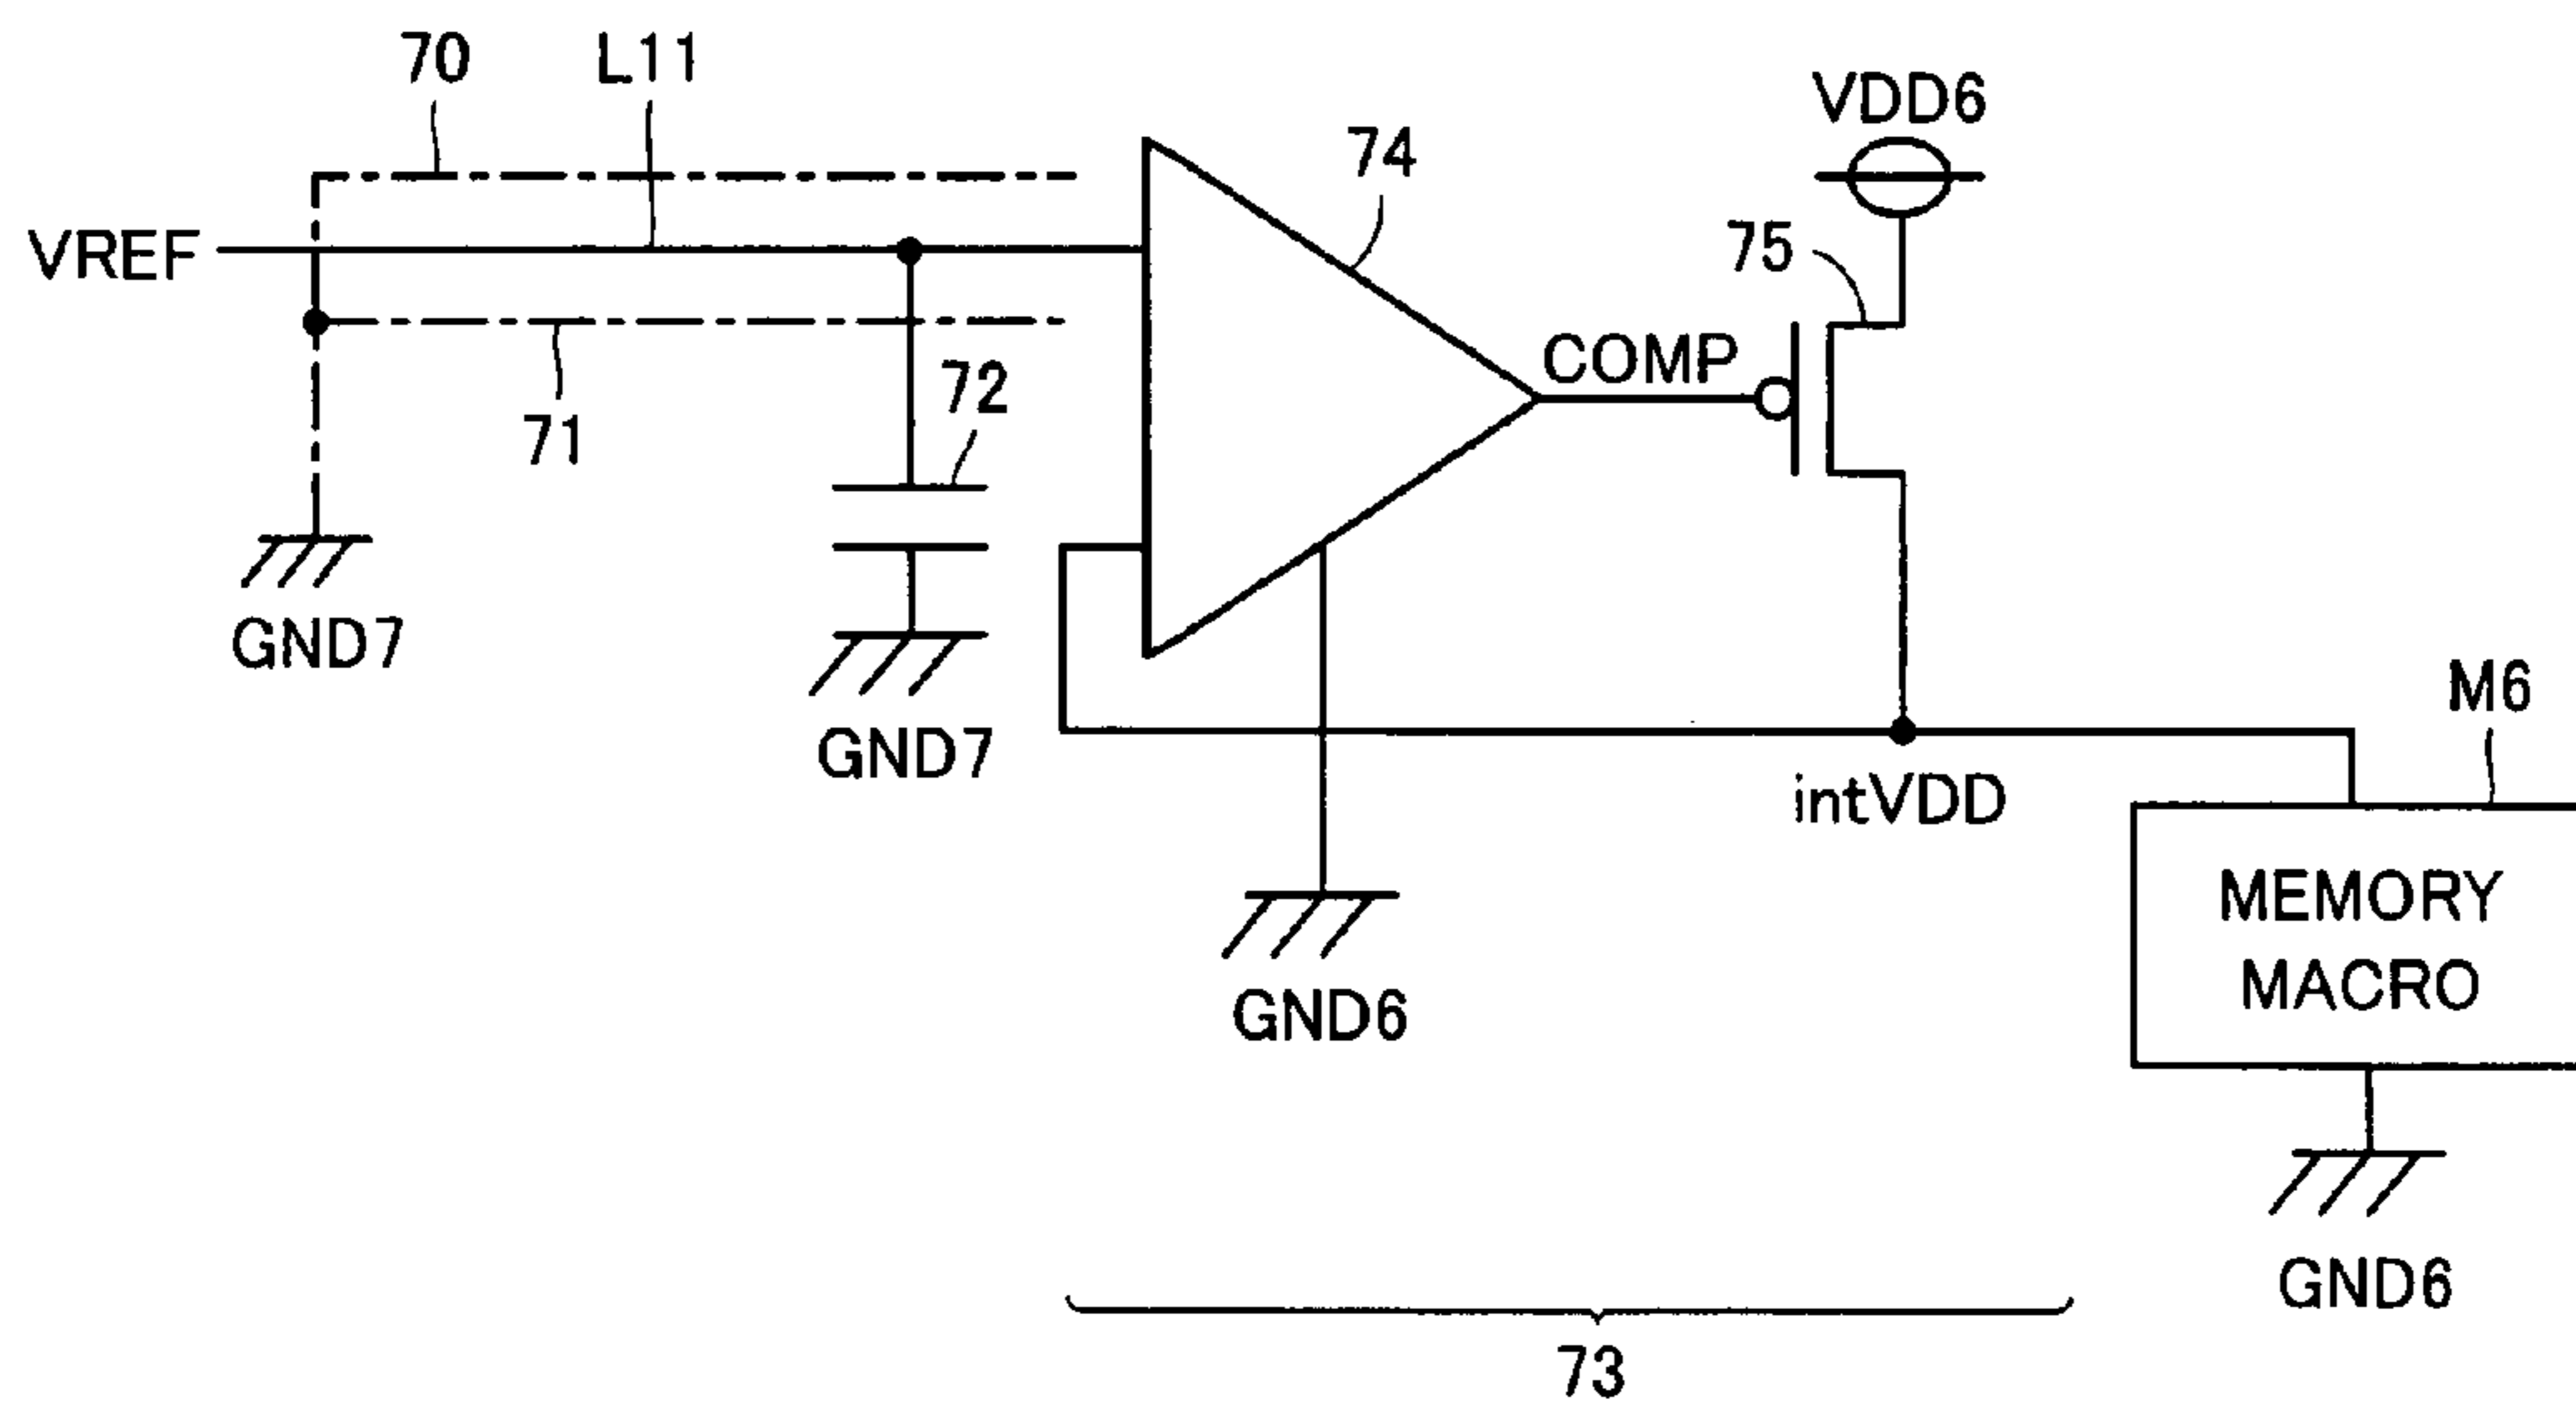 70
L11
VDD6
74
VREF
75
COMP
72
71
GND7
GND7
M6
intVDD
MEMORY
MACRO
GND6
GND6
73